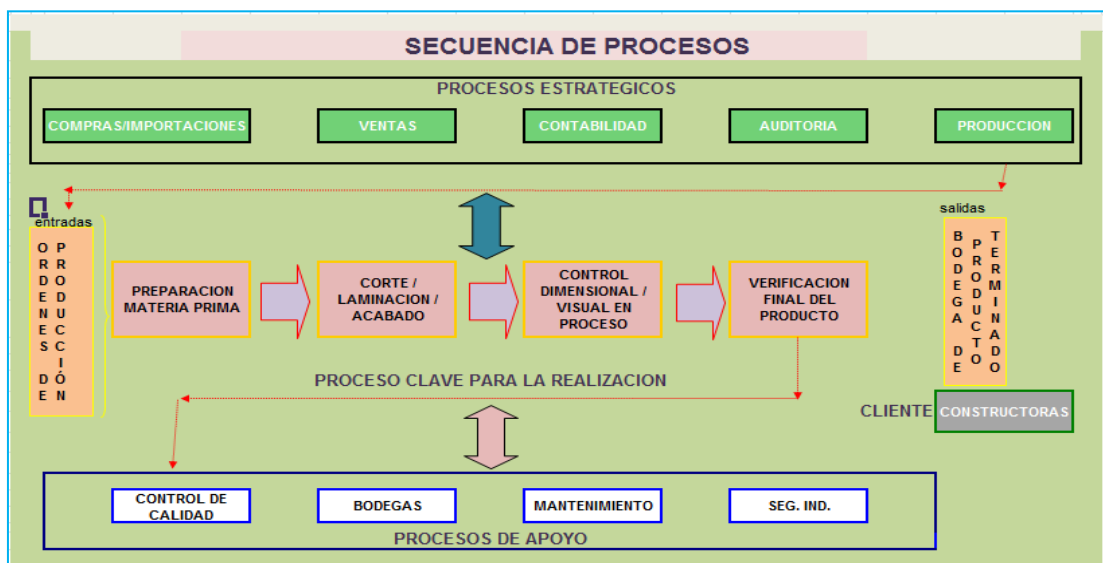 SECUENCIA DE PROCESOS
PROCESOS ESTRATEGICOS
COMPRAS/IMPORTACIONES
VENTAS
CONTABILIDAD
AUDITORIA
PRODUCCION
entradas
ORDENES DE
PRODUCCIÓN
PREPARACION
MATERIA PRIMA
CORTE /
LAMINACION /
ACABADO
CONTROL
DIMENSIONAL /
VISUAL EN
PROCESO
VERIFICACION
FINAL DEL
PRODUCTO
salidas
BODEGA DE
PRODUCTO
TERMINADO
PROCESO CLAVE PARA LA REALIZACION
CLIENTE
CONSTRUCTORAS
CONTROL DE
CALIDAD
BODEGAS
MANTENIMIENTO
SEG. IND.
PROCESOS DE APOYO